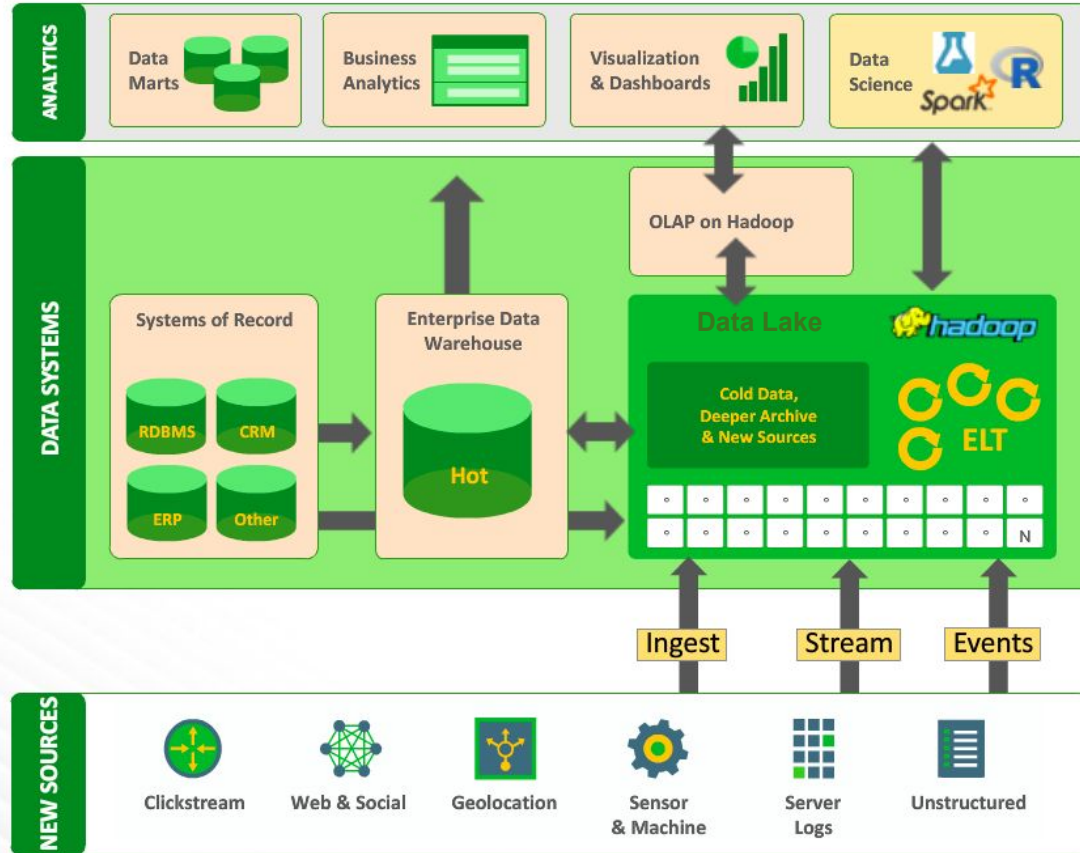 ANALYTICS
Data
Marts
Business
Analytics
Visualization
& Dashboards
Data
Science
Spark
R
DATA SYSTEMS
OLAP on Hadoop
Systems of Record
RDBMS
CRM
ERP
Other
Enterprise Data
Warehouse
Hot
Data Lake
hadoop
Cold Data,
Deeper Archive
& New Sources
ELT
N
Ingest
Stream
Events
NEW SOURCES
Clickstream
Web & Social
Geolocation
Sensor
& Machine
Server
Logs
Unstructured